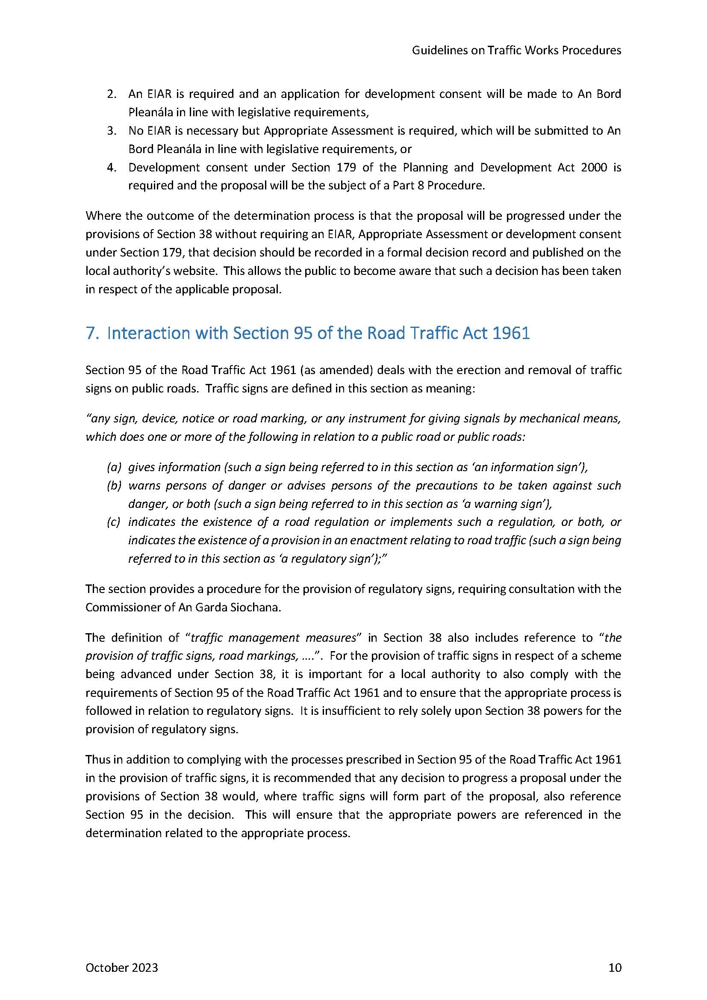 Guidelines on Traffic Works Procedures
2. An EIAR is required and an application for development consent will be made to An Bord
Pleanála in line with legislative requirements,
3. No EIAR is necessary but Appropriate Assessment is required, which will be submitted to An
Bord Pleanála in line with legislative requirements, or
4. Development consent under Section 179 of the Planning and Development Act 2000 is
required and the proposal will be the subject of a Part 8 Procedure.
Where the outcome of the determination process is that the proposal will be progressed under the
provisions of Section 38 without requiring an EIAR, Appropriate Assessment or development consent
under Section 179, that decision should be recorded in a formal decision record and published on the
local authority’s website. This allows the public to become aware that such a decision has been taken
in respect of the applicable proposal.
7. Interaction with Section 95 of the Road Traffic Act 1961
Section 95 of the Road Traffic Act 1961 (as amended) deals with the erection and removal of traffic
signs on public roads. Traffic signs are defined in this section as meaning:
“any sign, device, notice or road marking, or any instrument for giving signals by mechanical means,
which does one or more of the following in relation to a public road or public roads:
(a) gives information (such a sign being referred to in this section as ‘an information sign’),
(b) warns persons of danger or advises persons of the precautions to be taken against such
danger, or both (such a sign being referred to in this section as ‘a warning sign’),
(c) indicates the existence of a road regulation or implements such a regulation, or both, or
indicates the existence of a provision in an enactment relating to road traffic (such a sign being
referred to in this section as ‘a regulatory sign’);”
The section provides a procedure for the provision of regulatory signs, requiring consultation with the
Commissioner of An Garda Siochana.
The definition of “traffic management measures” in Section 38 also includes reference to “the
provision of traffic signs, road markings, ....”. For the provision of traffic signs in respect of a scheme
being advanced under Section 38, it is important for a local authority to also comply with the
requirements of Section 95 of the Road Traffic Act 1961 and to ensure that the appropriate process is
followed in relation to regulatory signs. It is insufficient to rely solely upon Section 38 powers for the
provision of regulatory signs.
Thus in addition to complying with the processes prescribed in Section 95 of the Road Traffic Act 1961
in the provision of traffic signs, it is recommended that any decision to progress a proposal under the
provisions of Section 38 would, where traffic signs will form part of the proposal, also reference
Section 95 in the decision. This will ensure that the appropriate powers are referenced in the
determination related to the appropriate process.
October 2023 10